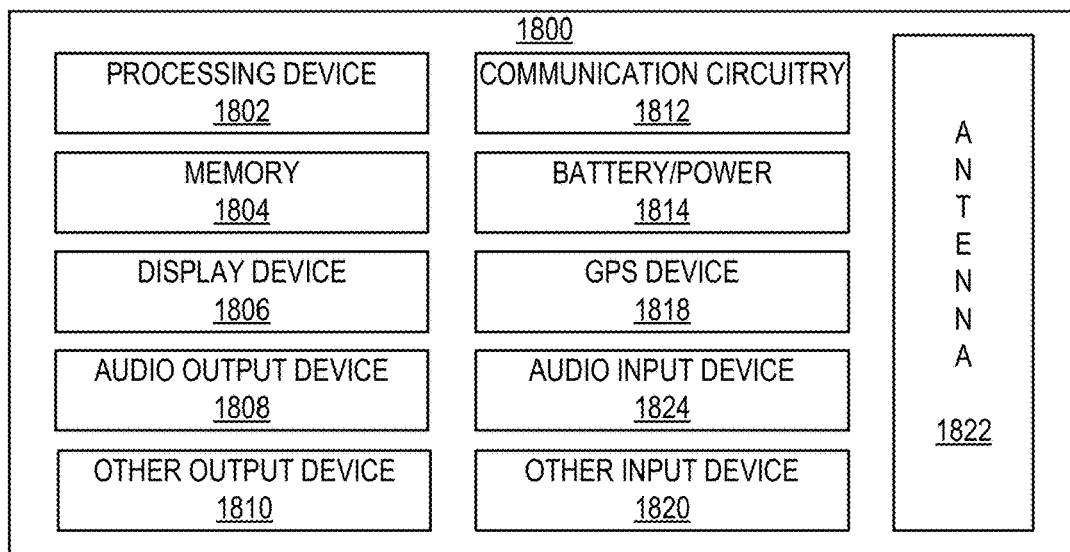 1800
PROCESSING DEVICE
1802
MEMORY
1804
DISPLAY DEVICE
1806
AUDIO OUTPUT DEVICE
1808
OTHER OUTPUT DEVICE
1810
COMMUNICATION CIRCUITRY
1812
BATTERY/POWER
1814
GPS DEVICE
1818
AUDIO INPUT DEVICE
1824
OTHER INPUT DEVICE
1820
A
N
T
E
N
N
A
1822